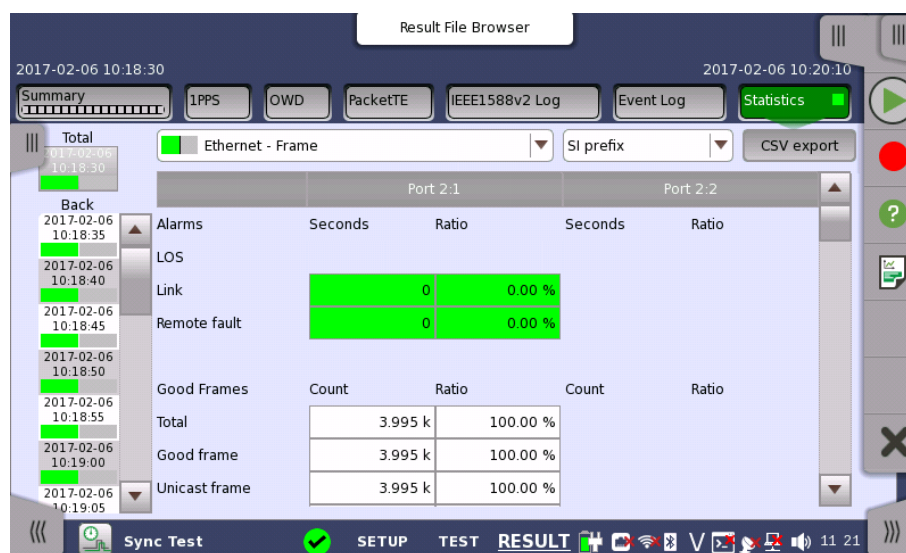 Result File Browser
2017-02-06 10:18:30 2017-02-06 10:20:10
Summary 1PPS OWD PacketTE IEEE1588v2 Log Event Log Statistics
Total Ethernet - Frame SI prefix CSV export
2017-02-06
10:18:30
Port 2:1 Port 2:2
Back
2017-02-06
10:18:35
Alarms Seconds Ratio Seconds Ratio
LOS
2017-02-06
10:18:40
Link 0 0.00 %
2017-02-06
10:18:45
Remote fault 0 0.00 %
2017-02-06
10:18:50
Good Frames Count Ratio Count Ratio
2017-02-06
10:18:55
Total 3.995 k 100.00 %
2017-02-06
10:19:00
Good frame 3.995 k 100.00 %
2017-02-06
10:19:05
Unicast frame 3.995 k 100.00 %
Sync Test SETUP TEST RESULT V 11 21